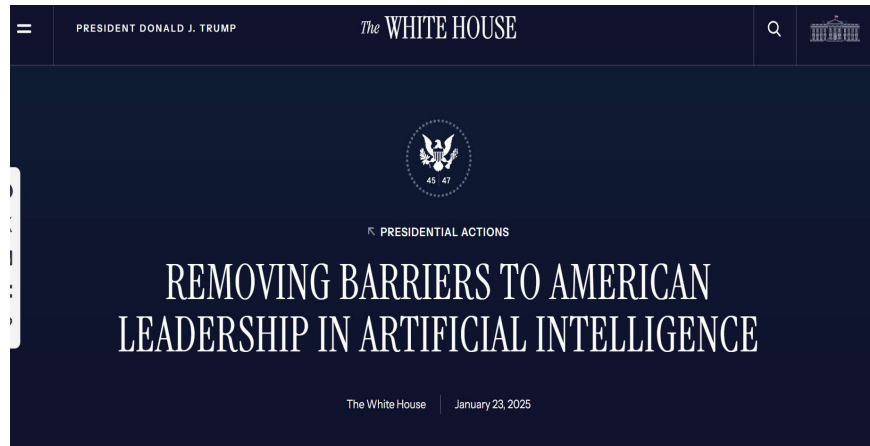 PRESIDENT DONALD J. TRUMP
The WHITE HOUSE
45 47
PRESIDENTIAL ACTIONS
REMOVING BARRIERS TO AMERICAN
LEADERSHIP IN ARTIFICIAL INTELLIGENCE
The White House January 23, 2025